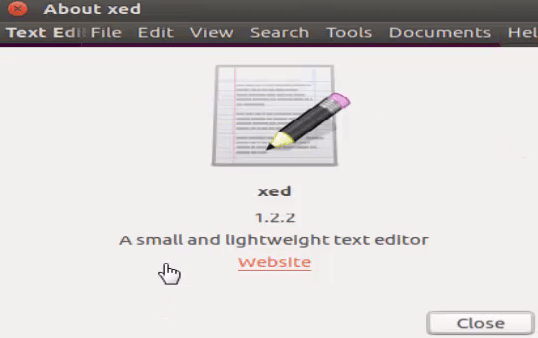 About xed
Text Edi File Edit View Search Tools Documents Hel
xed
1.2.2
A small and lightweight text editor
Website
Close